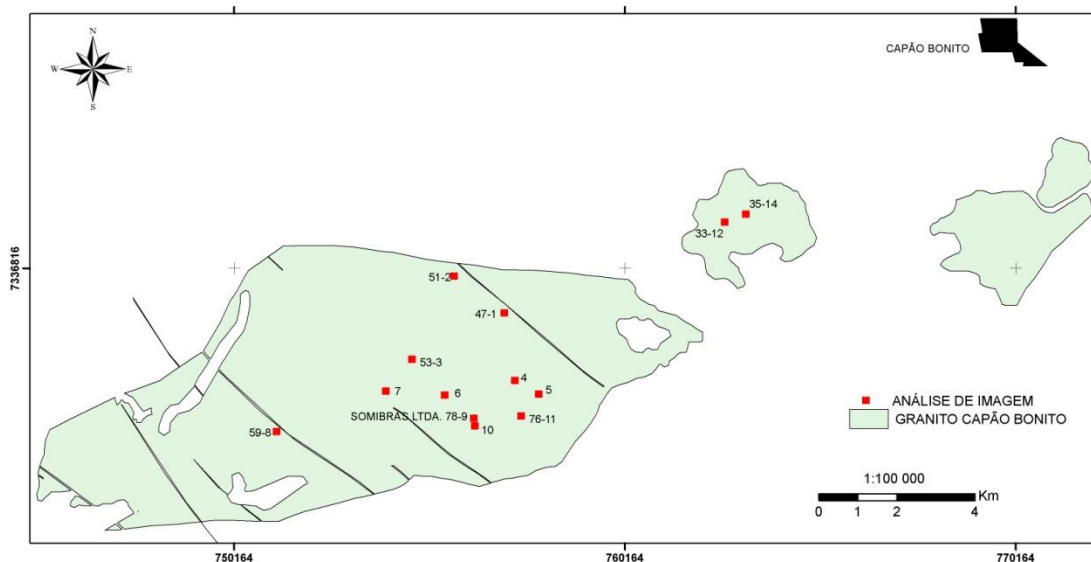 N
W
E
S
CAPÃO BONITO
35-14
33-12
7336816
51-2
47-1
53-3
4
7
6
5
SOMIBRAS LTDA. 78-9
76-11
10
59-8
ANÁLISE DE IMAGEM
GRANITO CAPÃO BONITO
1:100 000
Km
0 1 2 4
750164
760164
770164